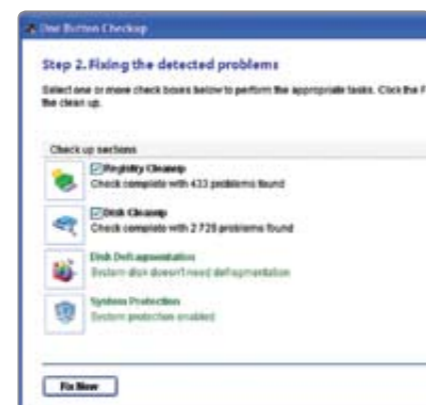 One Button Checkup
Step 2. Fixing the detected problems
Select one or more check boxes below to perform the appropriate tasks. Click the F
the clean up.
Check up sections
Registry Cleanup
Check complete with 433 problems found
Disk Cleanup
Check complete with 2 728 problems found
Disk Defragmentation
System disk doesn't need defragmentation
System Protection
System protection enabled
Fix Now